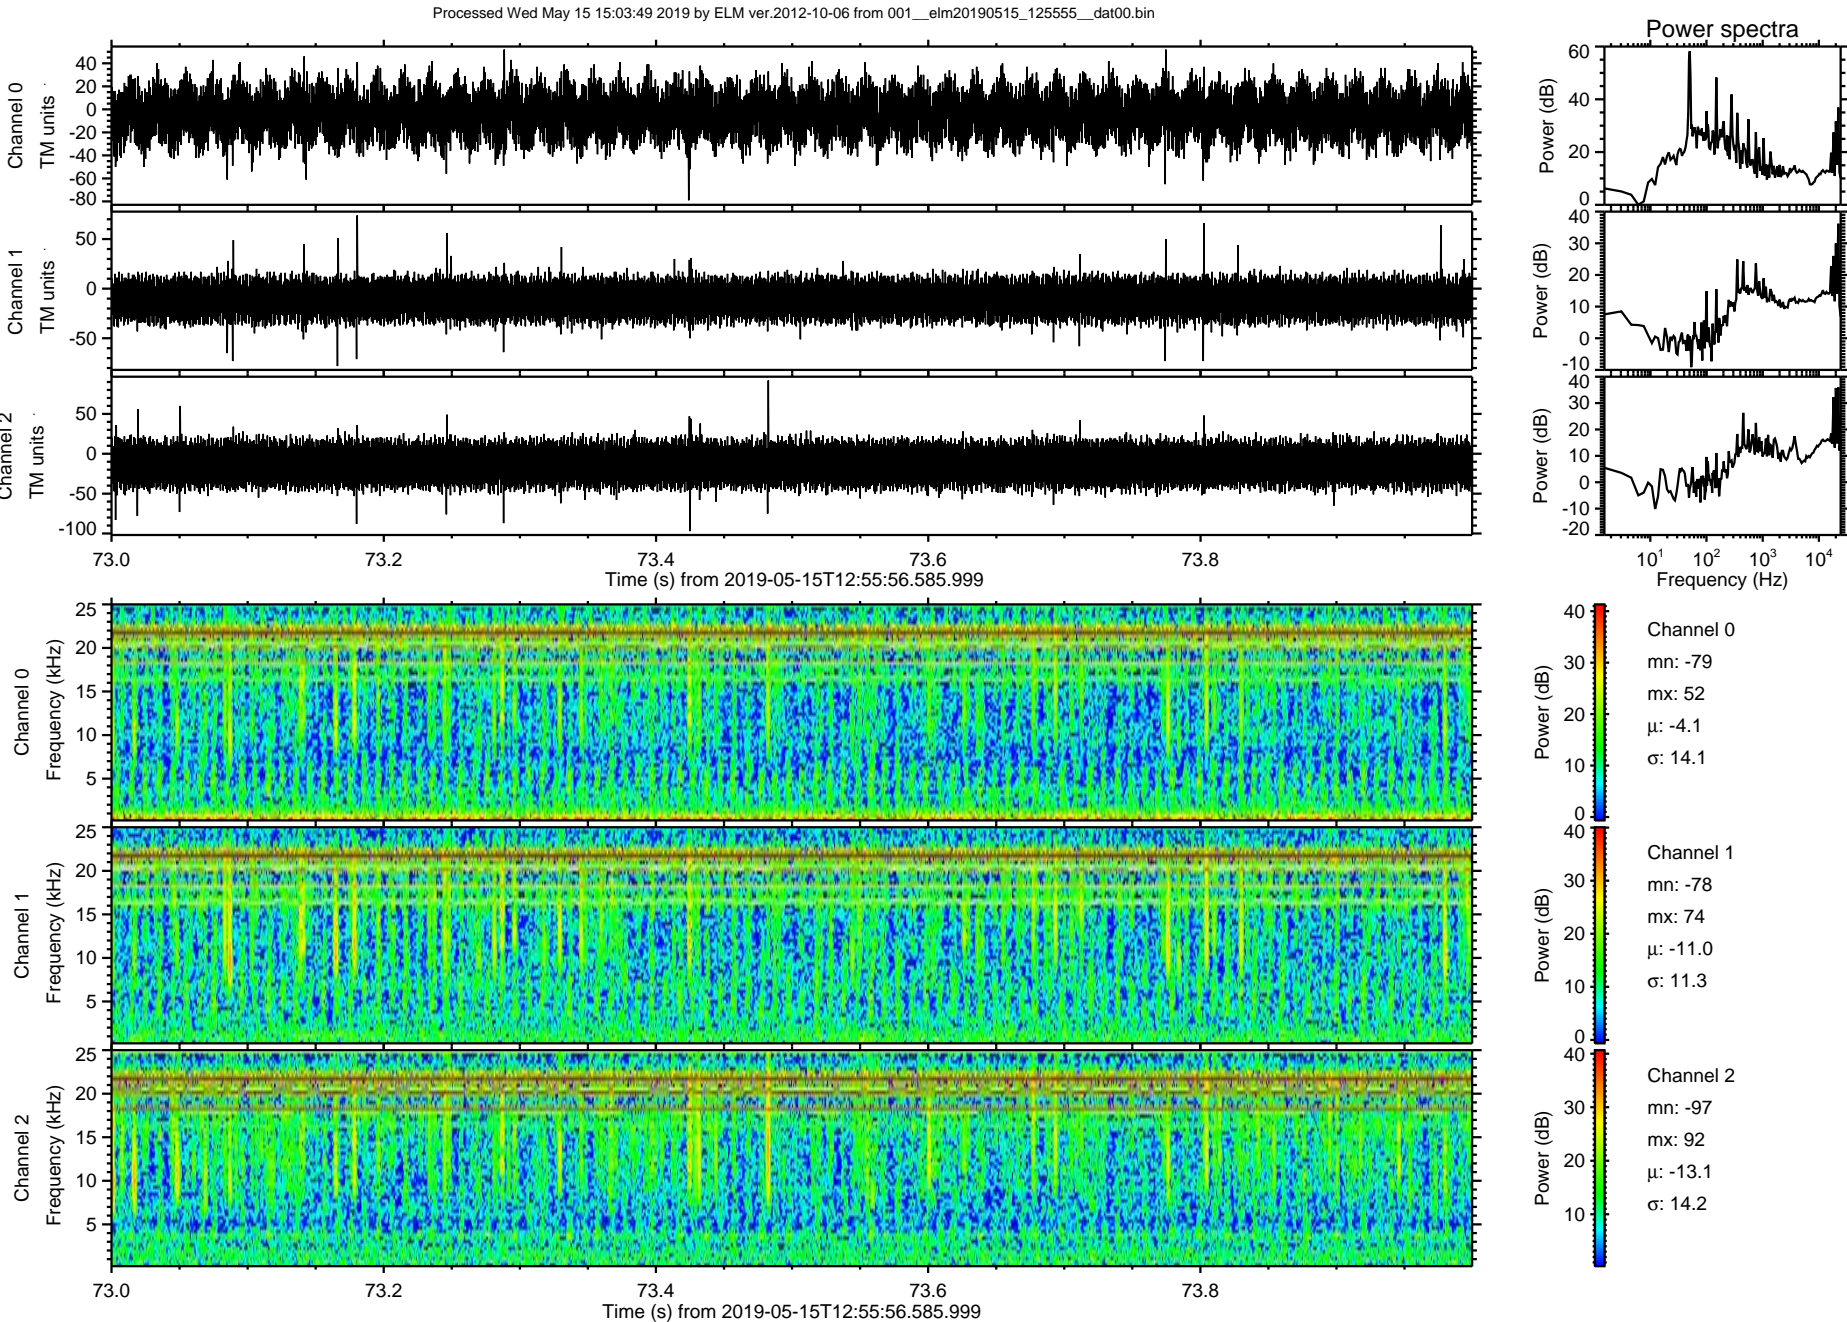 Processed Wed May 15 15:03:49 2019 by ELM ver.2012-10-06 from 001__elm20190515_125555__dat00.bin
Power spectra
Channel 0
TM units
40
20
0
-20
-40
-60
-80
Power (dB)
60
40
20
0
Channel 1
TM units
50
0
-50
Power (dB)
40
30
20
10
0
-10
Channel 2
TM units
50
0
-50
-100
Power (dB)
40
30
20
10
0
-10
-20
73.0 73.2 73.4 73.6 73.8
Time (s) from 2019-05-15T12:55:56.585.999
10^1 10^2 10^3 10^4
Frequency (Hz)
Channel 0
Frequency (kHz)
25
20
15
10
5
Power (dB)
40
30
20
10
0
Channel 0
mn: -79
mx: 52
μ: -4.1
σ: 14.1
Channel 1
Frequency (kHz)
25
20
15
10
5
Power (dB)
40
30
20
10
0
Channel 1
mn: -78
mx: 74
μ: -11.0
σ: 11.3
Channel 2
Frequency (kHz)
25
20
15
10
5
Power (dB)
40
30
20
10
Channel 2
mn: -97
mx: 92
μ: -13.1
σ: 14.2
73.0 73.2 73.4 73.6 73.8
Time (s) from 2019-05-15T12:55:56.585.999